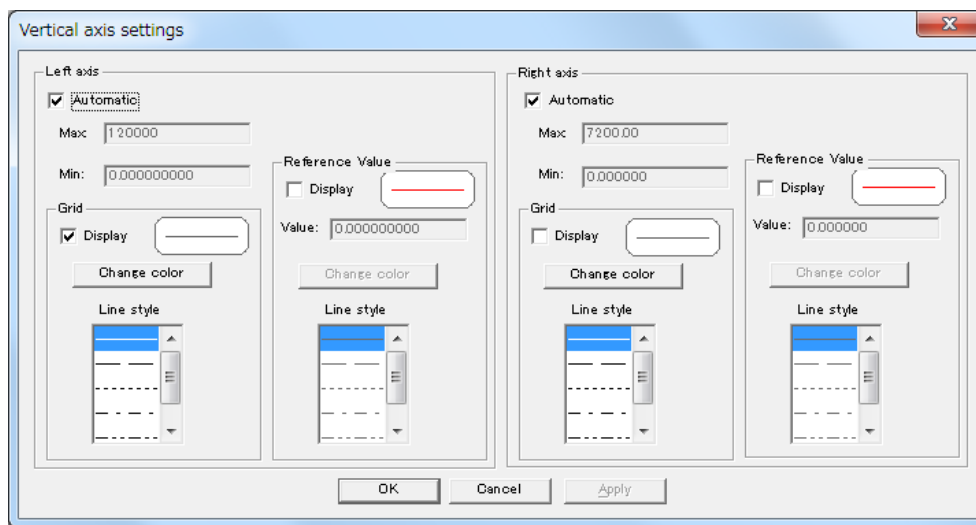 Vertical axis settings
X
Left axis
Automatic
Max: 120000
Min: 0.000000000
Grid
Display
Change color
Line style
Reference Value
Display
Value: 0.000000000
Change color
Line style
Right axis
Automatic
Max: 7200.00
Min: 0.000000
Grid
Display
Change color
Line style
Reference Value
Display
Value: 0.000000
Change color
Line style
OK
Cancel
Apply